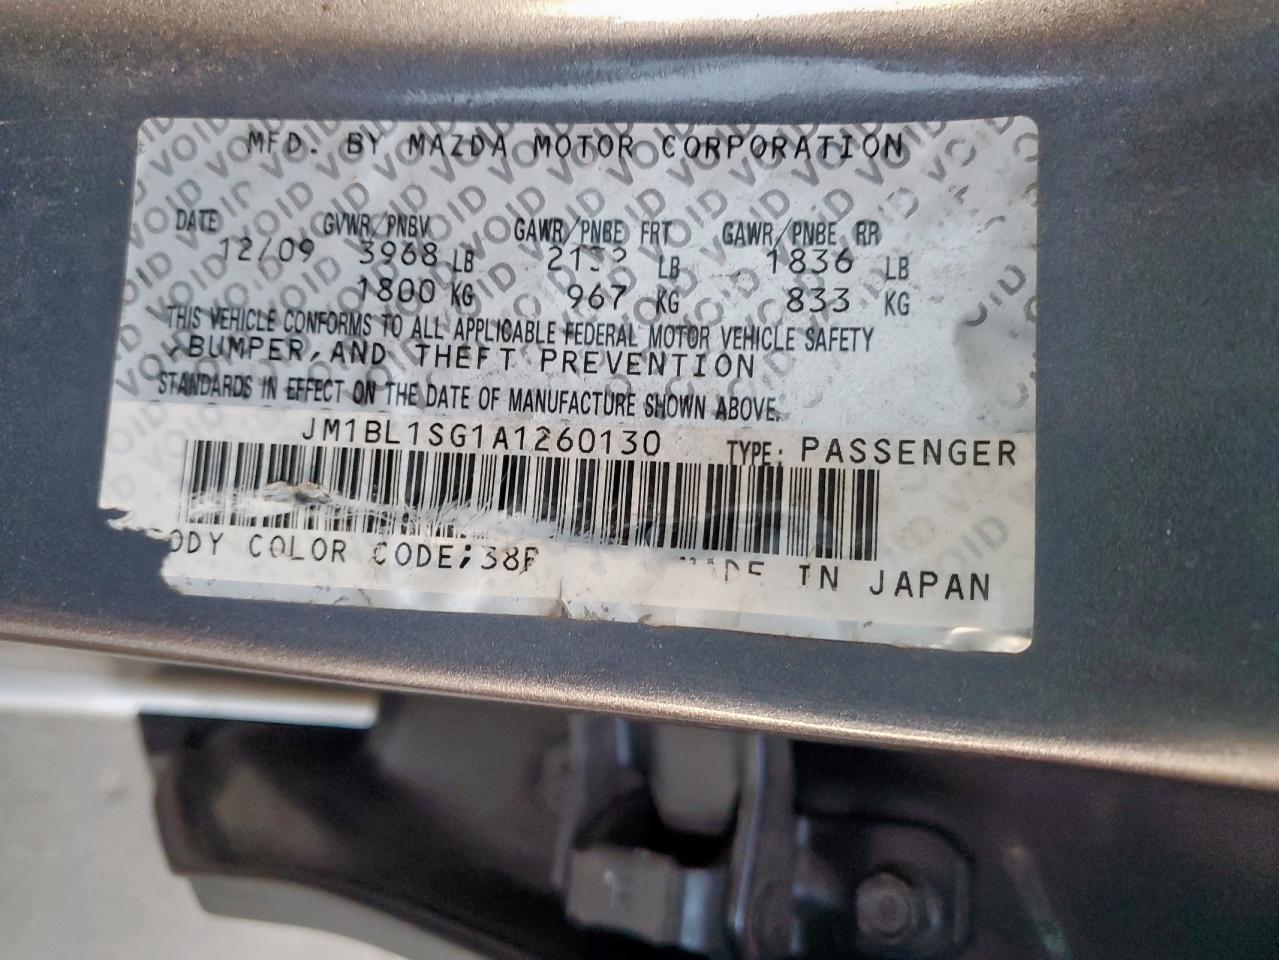 MFD. BY MAZDA MOTOR CORPORATION
DATE GVWR/PNBV GAWR/PNBE FRT GAWR/PNBE RR
12/09 3968 LB LB 1836 LB
1800 KG 967 KG 833 KG
THIS VEHICLE CONFORMS TO ALL APPLICABLE FEDERAL MOTOR VEHICLE SAFETY
,BUMPER,AND THEFT PREVENTION
STANDARDS IN EFFECT ON THE DATE OF MANUFACTURE SHOWN ABOVE.
JM1BL1SG1A1260130 TYPE: PASSENGER
ODY COLOR CODE;38P IN JAPAN